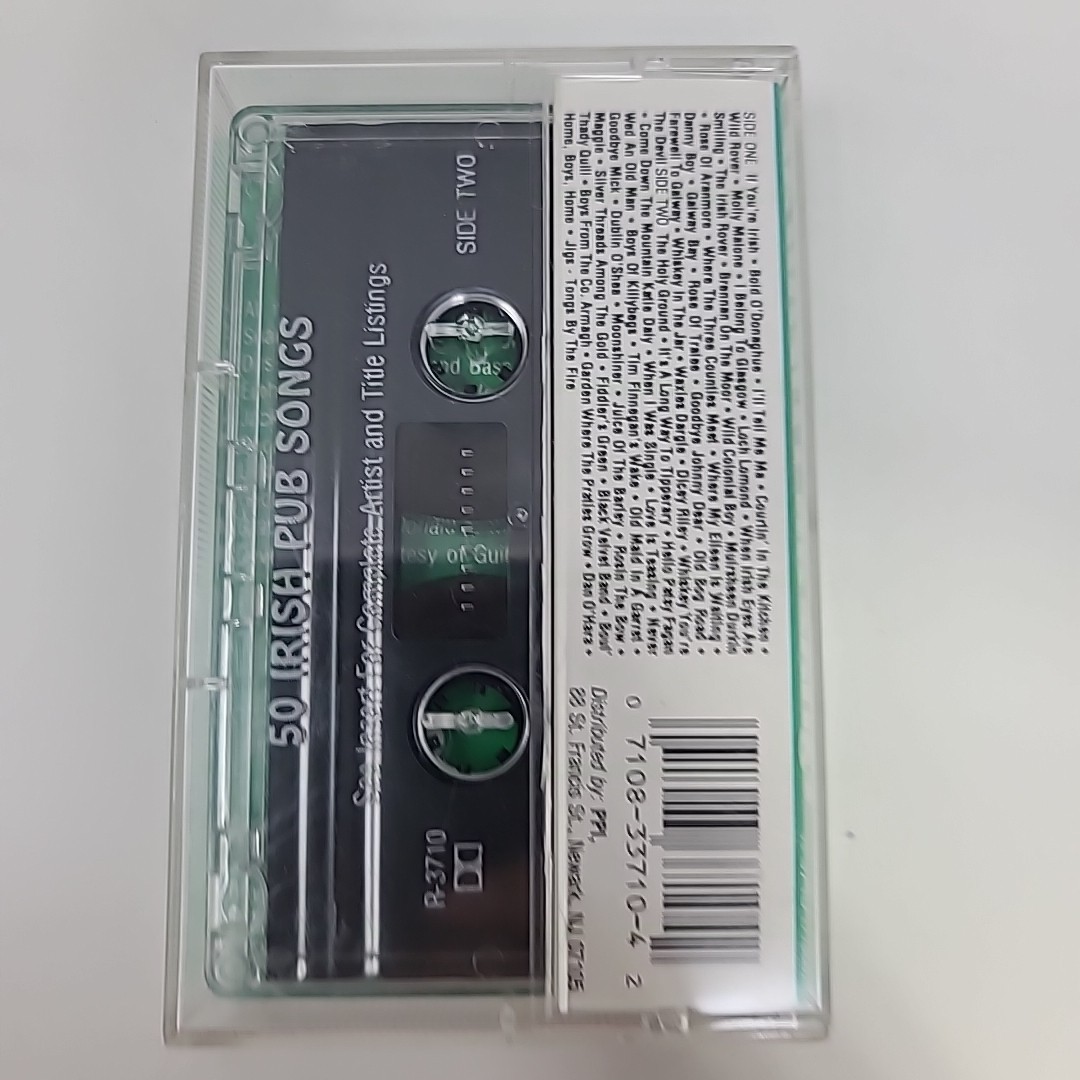 50 IRISH PUB SONGS
See Insert For Complete Artist and Title Listings
SIDE TWO
nd Bass
tesy of Guit
R-3710
SIDE ONE If You're Irish • Bold O'Donaghue • I'll Tell Me Ma • Courtin' In The Kitchen •
Wild Rover • Molly Malone • I Belong To Glasgow • Loch Lomond • When Irish Eyes Are
Smiling • The Irish Rover • Brennan On The Moor • Wild Colonial Boy • Mulrsheen Durrin
• Rose Of Aranmore • Where The Three Counties Meet • Where My Eileen Is Waiting •
Danny Boy • Galway Bay • Rose Of Tralee • Goodbye Johnny Dear • Old Bog Road •
Farewell To Galway • Whiskey In The Jar • Waxies Dargle • Dicey Riley • Whiskey You're
The Devil SIDE TWO The Holy Ground • It's A Long Way To Tipperary • Hello Patsy Fagan
• Come Down The Mountain Katie Daly • When I Was Single • Love Is Teasing • Never
Wed An Old Man • Boys Of Killybegs • Tim Finnegan's Wake • Old Maid In A Garret •
Goodbye Mick • Dublin O'Shea • Moonshiner • Juice Of The Barley • Rosin The Bow •
Maggie • Silver Threads Among The Gold • Fiddler's Green • Black Velvet Band • Bould
Thady Quill • Boys From The Co. Armagh • Garden Where The Praties Grow • Dan O'Hara •
Home, Boys, Home • Jigs - Tongs By The Fire
0 7108-33710-4 2
Distributed by: PPI,
88 St. Francis St., Newark, NJ 07105